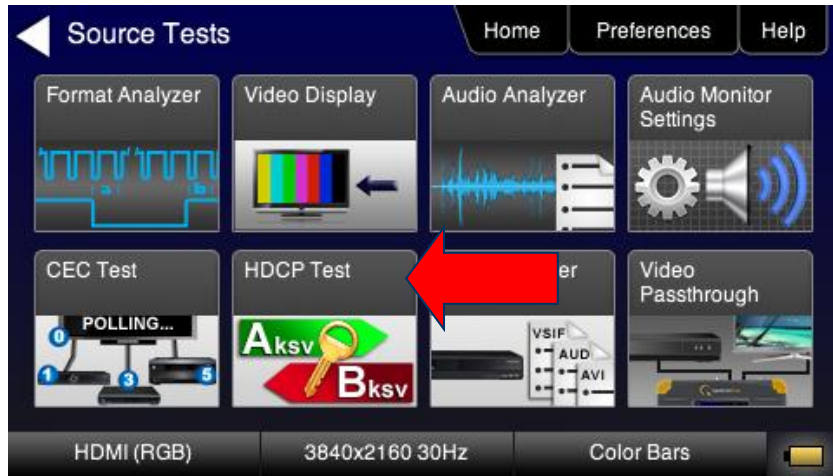 Source Tests
Home
Preferences
Help
Format Analyzer
Video Display
Audio Analyzer
Audio Monitor
Settings
a
b
CEC Test
HDCP Test
er
Video
Passthrough
POLLING...
0
1
3
5
Aksv
Bksv
VSIF
AUD
AVI
HDMI (RGB)
3840x2160 30Hz
Color Bars